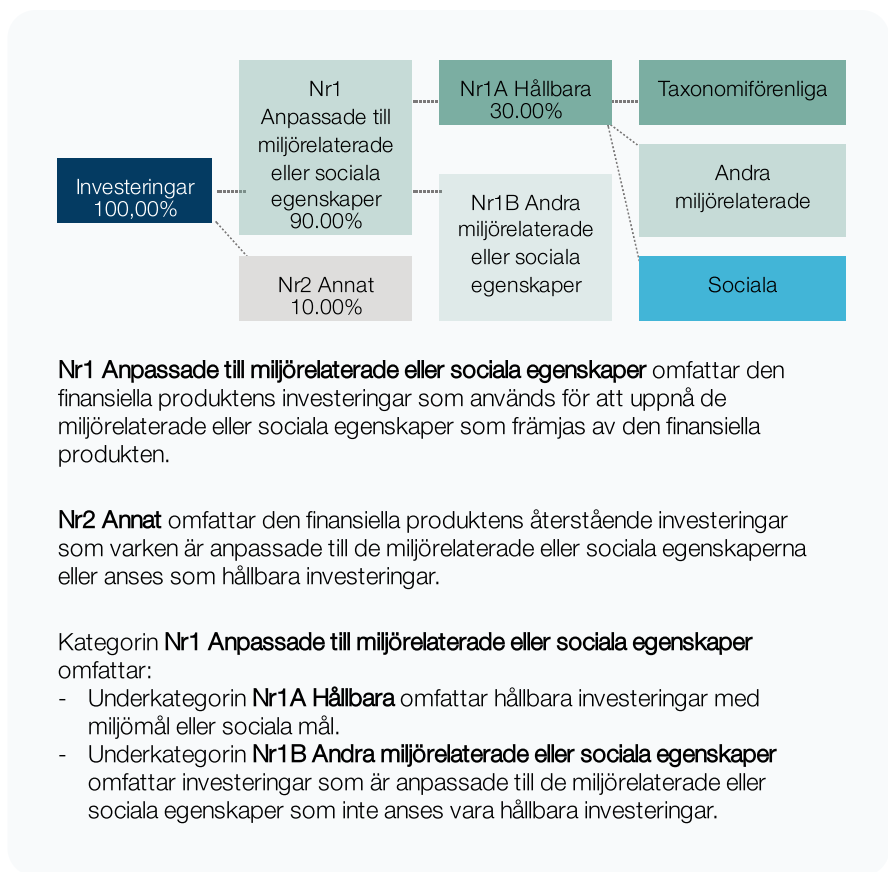 Investeringar
100,00%
Nr1
Anpassade till
miljörelaterade
eller sociala
egenskaper
90.00%
Nr2 Annat
10.00%
Nr1A Hållbara
30.00%
Nr1B Andra
miljörelaterade
eller sociala
egenskaper
Taxonomiförenliga
Andra
miljörelaterade
Sociala
Nr1 Anpassade till miljörelaterade eller sociala egenskaper omfattar den
finansiella produktens investeringar som används för att uppnå de
miljörelaterade eller sociala egenskaper som främjas av den finansiella
produkten.
Nr2 Annat omfattar den finansiella produktens återstående investeringar
som varken är anpassade till de miljörelaterade eller sociala egenskaperna
eller anses som hållbara investeringar.
Kategorin Nr1 Anpassade till miljörelaterade eller sociala egenskaper
omfattar:
- Underkategorin Nr1A Hållbara omfattar hållbara investeringar med
miljömål eller sociala mål.
- Underkategorin Nr1B Andra miljörelaterade eller sociala egenskaper
omfattar investeringar som är anpassade till de miljörelaterade eller
sociala egenskaper som inte anses vara hållbara investeringar.